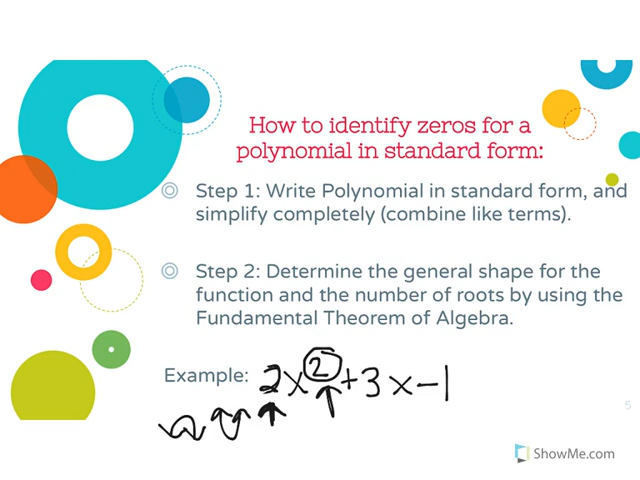 How to identify zeros for a
polynomial in standard form:
Step 1: Write Polynomial in standard form, and
simplify completely (combine like terms).
Step 2: Determine the general shape for the
function and the number of roots by using the
Fundamental Theorem of Algebra.
Example: 2x² + 3x - 1
5
ShowMe.com